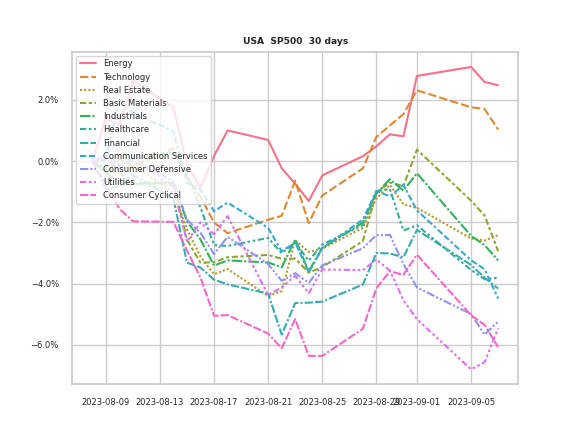 USA SP500 30 days
Energy
Technology
Real Estate
Basic Materials
Industrials
Healthcare
Financial
Communication Services
Consumer Defensive
Utilities
Consumer Cyclical
2.0%
0.0%
−2.0%
−4.0%
−6.0%
2023-08-09 2023-08-13 2023-08-17 2023-08-21 2023-08-25 2023-08-29 2023-09-01 2023-09-05